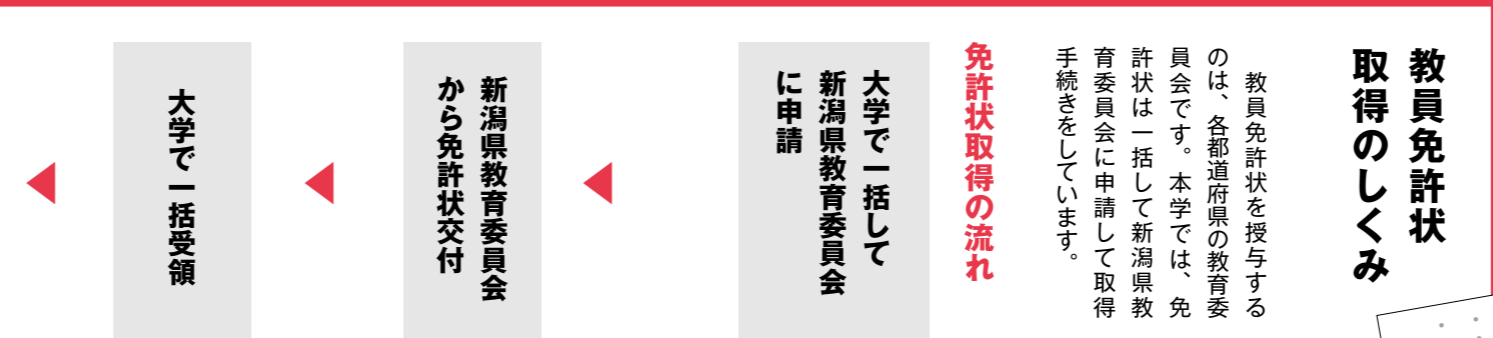 教員免許状
取得のしくみ
教員免許状を授与する
のは、各都道府県の教育委
員会です。本学では、免
許状は一括して新潟県教
育委員会に申請して取得
手続きをしています。
免許状取得の流れ
大学で一括して
新潟県教育委員会
に申請
新潟県教育委員会
から免許状交付
大学で一括受領